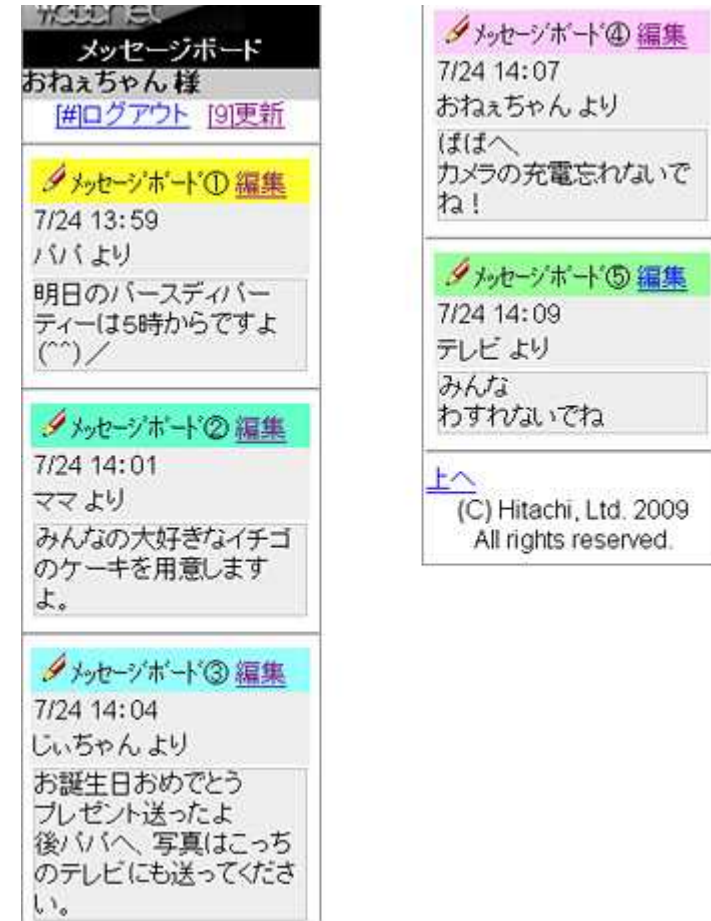 メッセージボード
おねぇちゃん 様
[#]ログアウト [9]更新
メッセージボード① 編集
7/24 13:59
パパ より
明日のバースディパー
ティーは5時からですよ
(^^)／
メッセージボード② 編集
7/24 14:01
ママ より
みんなの大好きなイチゴ
のケーキを用意します
よ。
メッセージボード③ 編集
7/24 14:04
じぃちゃん より
お誕生日おめでとう
プレゼント送ったよ
後パパへ、写真はこっち
のテレビにも送ってくださ
い。
メッセージボード④ 編集
7/24 14:07
おねぇちゃん より
ぱぱへ
カメラの充電忘れないで
ね！
メッセージボード⑤ 編集
7/24 14:09
テレビ より
みんな
わすれないでね
上へ
(C) Hitachi, Ltd. 2009
All rights reserved.